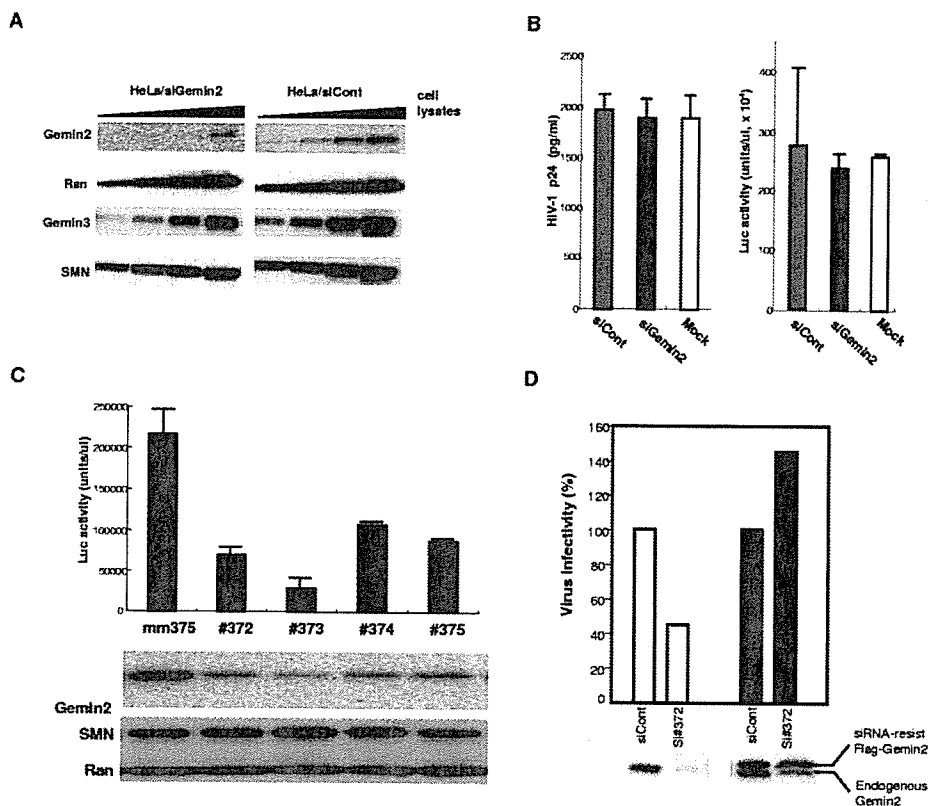 A
HeLa/siGemin2
HeLa/siCont
cell
lysates
Gemin2
Ran
Gemin3
SMN
B
HIV-1 p24 (pg/ml)
2500
2000
1500
1000
500
0
siCont
siGemin2
Mock
Luc activity (units/ul, x 10⁴)
400
300
200
100
0
siCont
siGemin2
Mock
C
Luc activity (units/ul)
250000
200000
150000
100000
50000
0
mm375
#372
#373
#374
#375
Gemin2
SMN
Ran
D
Virus Infectivity (%)
160
140
120
100
80
60
40
20
0
siCont
Si#372
siCont
Si#372
siRNA-resist
Flag-Gemin2
Endogenous
Gemin2